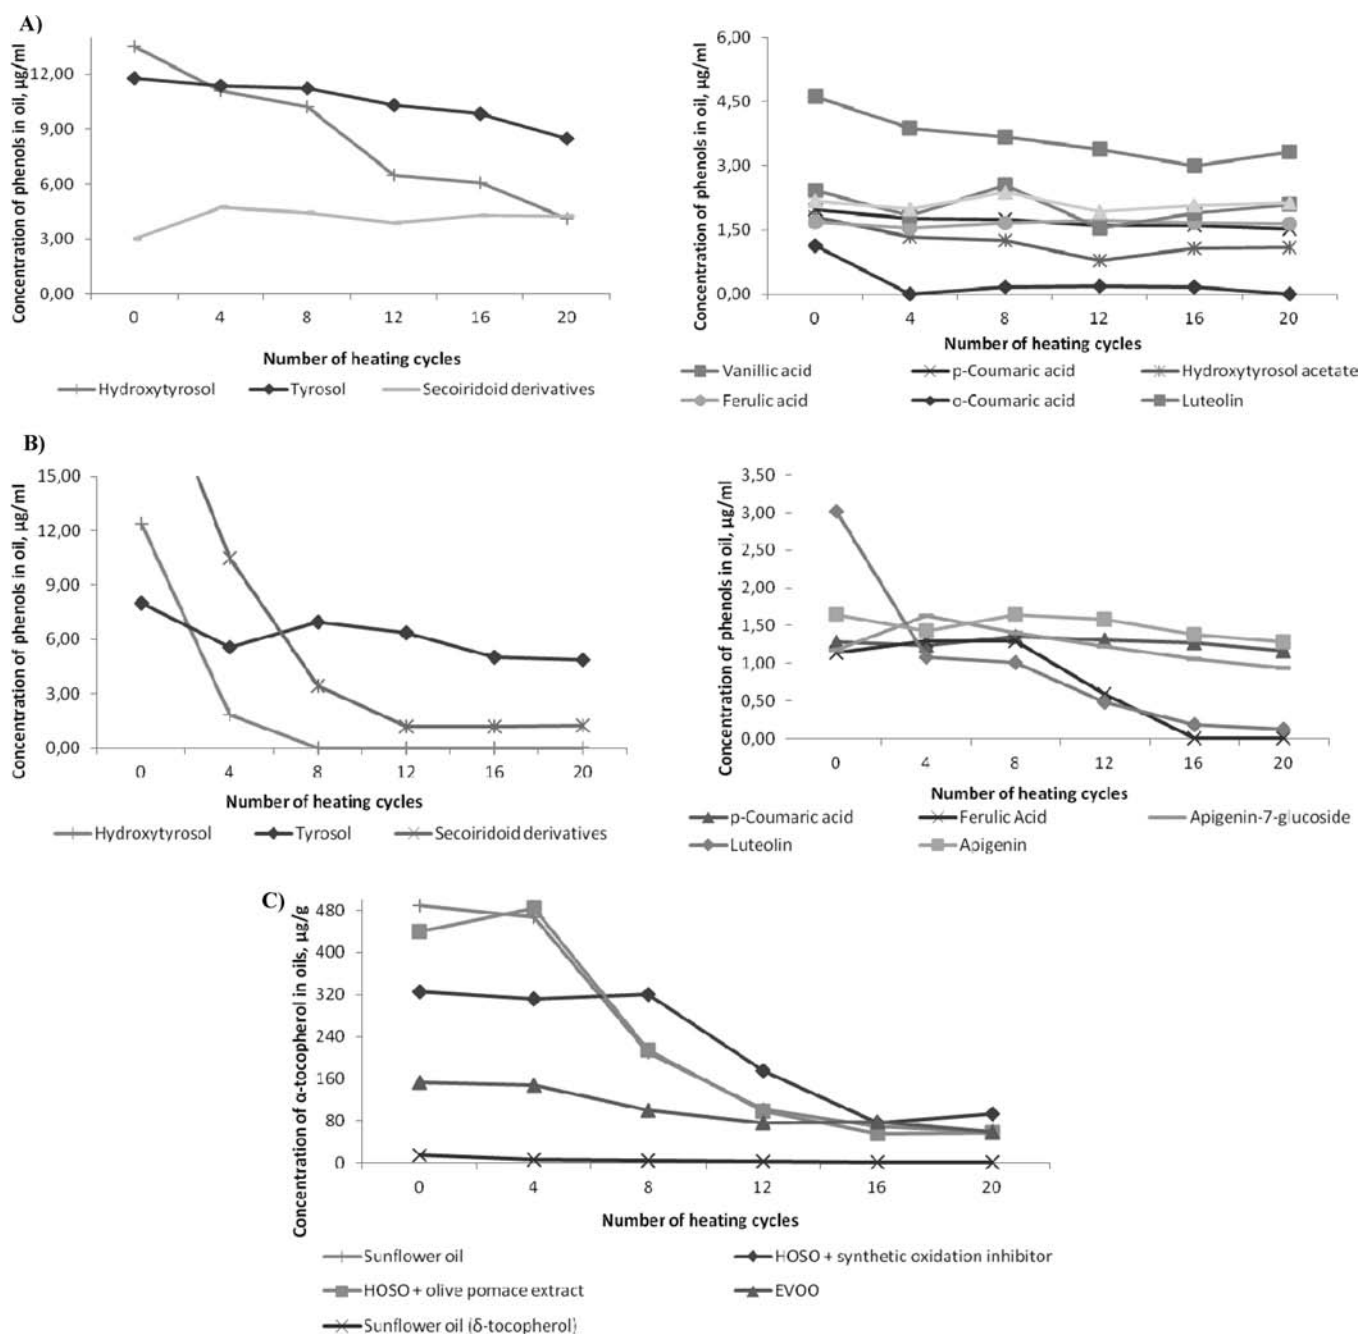 A)
Concentration of phenols in oil, µg/ml
12,00
9,00
6,00
3,00
0,00
0 4 8 12 16 20
Number of heating cycles
Hydroxytyrosol Tyrosol Secoiridoid derivatives
Concentration of phenols in oil, µg/ml
6,00
4,50
3,00
1,50
0,00
0 4 8 12 16 20
Number of heating cycles
Vanillic acid p-Coumaric acid Hydroxytyrosol acetate
Ferulic acid o-Coumaric acid Luteolin
B)
Concentration of phenols in oil, µg/ml
15,00
12,00
9,00
6,00
3,00
0,00
0 4 8 12 16 20
Number of heating cycles
Hydroxytyrosol Tyrosol Secoiridoid derivatives
Concentration of phenols in oil, µg/ml
3,50
3,00
2,50
2,00
1,50
1,00
0,50
0,00
0 4 8 12 16 20
Number of heating cycles
p-Coumaric acid Ferulic Acid Apigenin-7-glucoside
Luteolin Apigenin
C)
Concentration of α-tocopherol in oils, µg/g
480
400
320
240
160
80
0
0 4 8 12 16 20
Number of heating cycles
Sunflower oil HOSO + synthetic oxidation inhibitor
HOSO + olive pomace extract EVOO
Sunflower oil (δ-tocopherol)